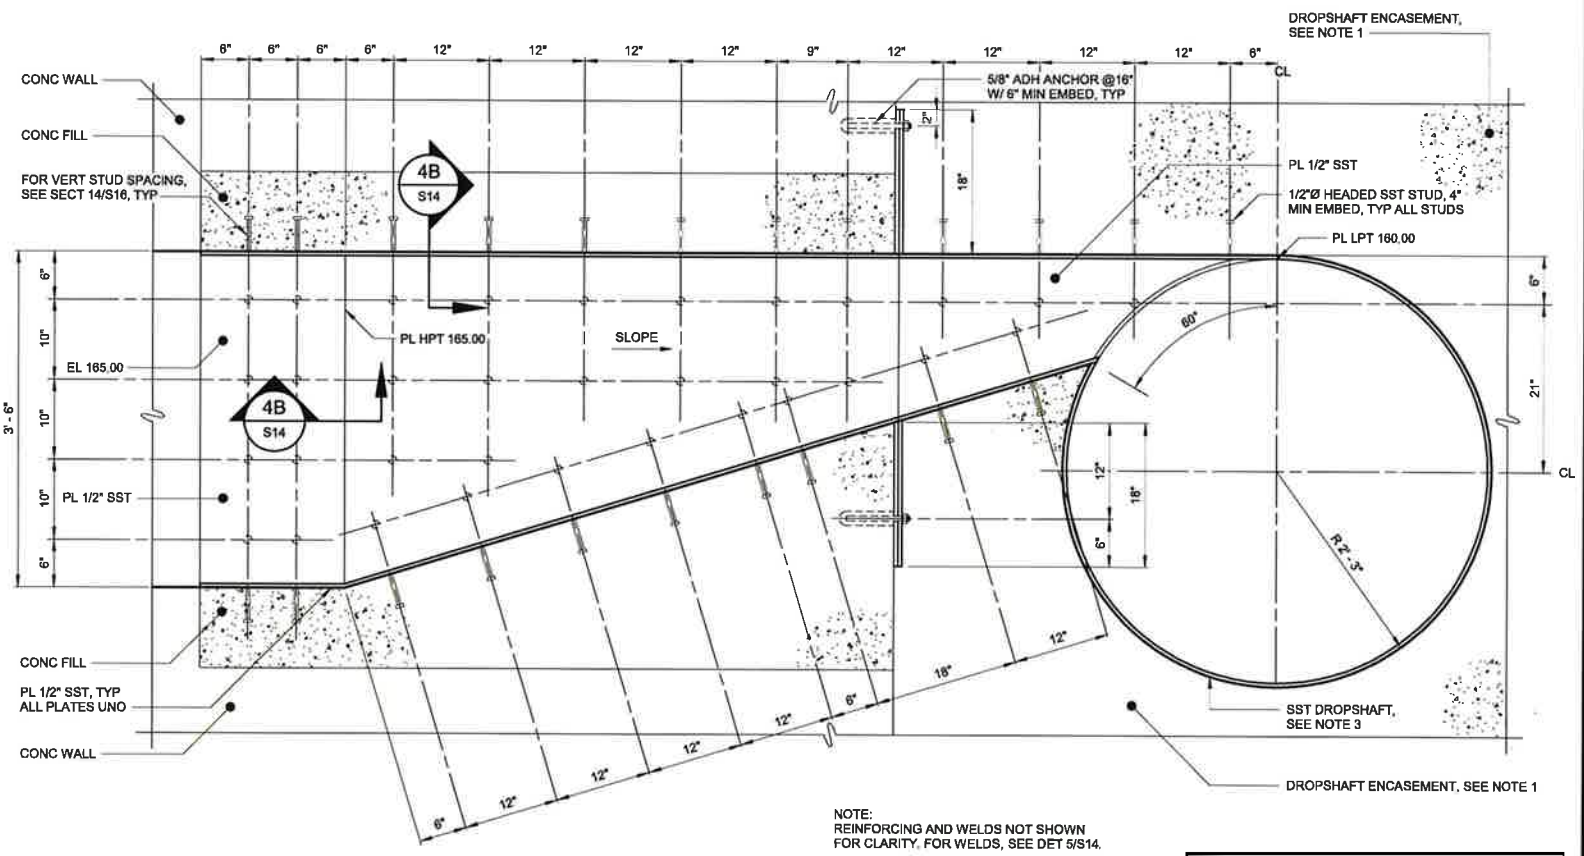 DROPSHAFT ENCASEMENT,
SEE NOTE 1
6" 6" 6" 6" 12" 12" 12" 12" 9" 12" 12" 12" 12" 6"
CL
CONC WALL
5/8" ADH ANCHOR @16"
W/ 6" MIN EMBED, TYP
2"
18"
CONC FILL
FOR VERT STUD SPACING,
SEE SECT 14/S16, TYP
4B
S14
PL 1/2" SST
1/2"Ø HEADED SST STUD, 4"
MIN EMBED, TYP ALL STUDS
PL LPT 160.00
6"
6"
10"
PL HPT 165.00
SLOPE
60°
EL 165.00
21"
3' - 6"
10"
4B
S14
12"
18"
CL
10"
PL 1/2" SST
6"
6"
R 2' - 3"
12"
18"
CONC FILL
PL 1/2" SST, TYP
ALL PLATES UNO
6"
12"
12"
12"
12"
6"
SST DROPSHAFT,
SEE NOTE 3
CONC WALL
DROPSHAFT ENCASEMENT, SEE NOTE 1
NOTE:
REINFORCING AND WELDS NOT SHOWN
FOR CLARITY. FOR WELDS, SEE DET 5/S14.